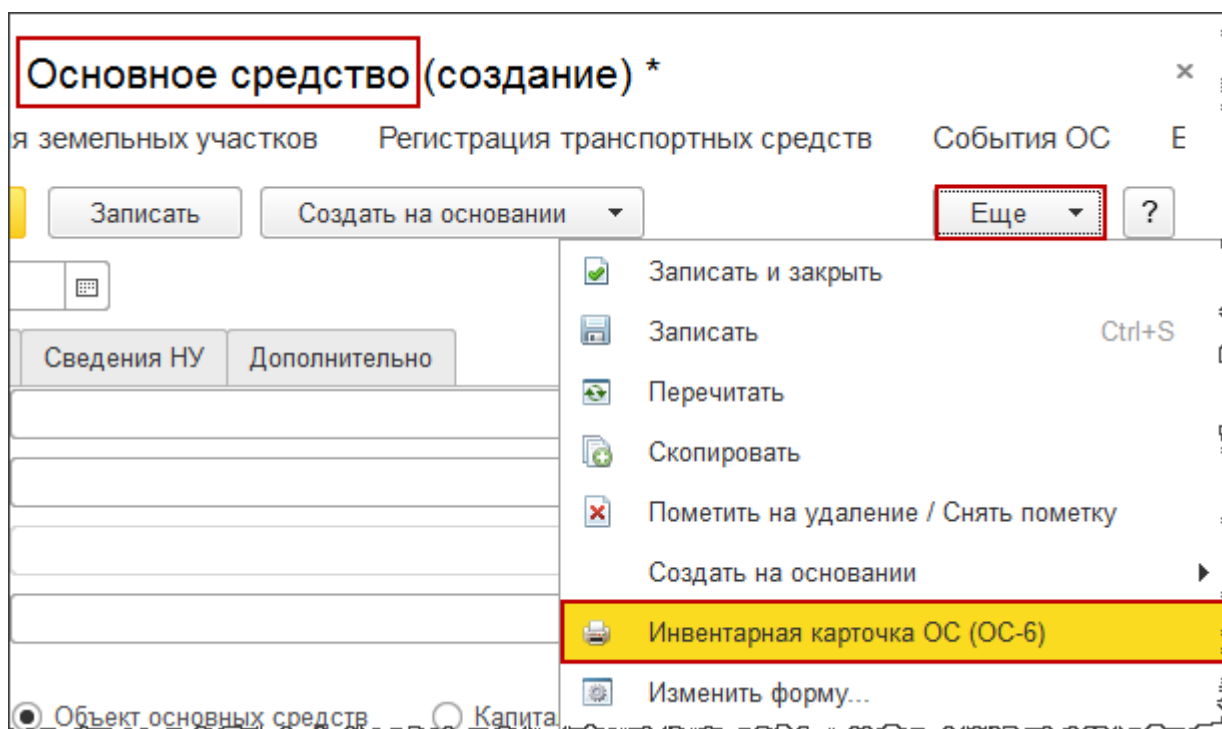 Основное средство (создание) *
я земельных участков Регистрация транспортных средств События ОС Е
Записать Создать на основании Еще ?
Записать и закрыть
Записать Ctrl+S
Сведения НУ Дополнительно
Перечитать
Скопировать
Пометить на удаление / Снять пометку
Создать на основании
Инвентарная карточка ОС (ОС-6)
Изменить форму...
Объект основных средств Капита